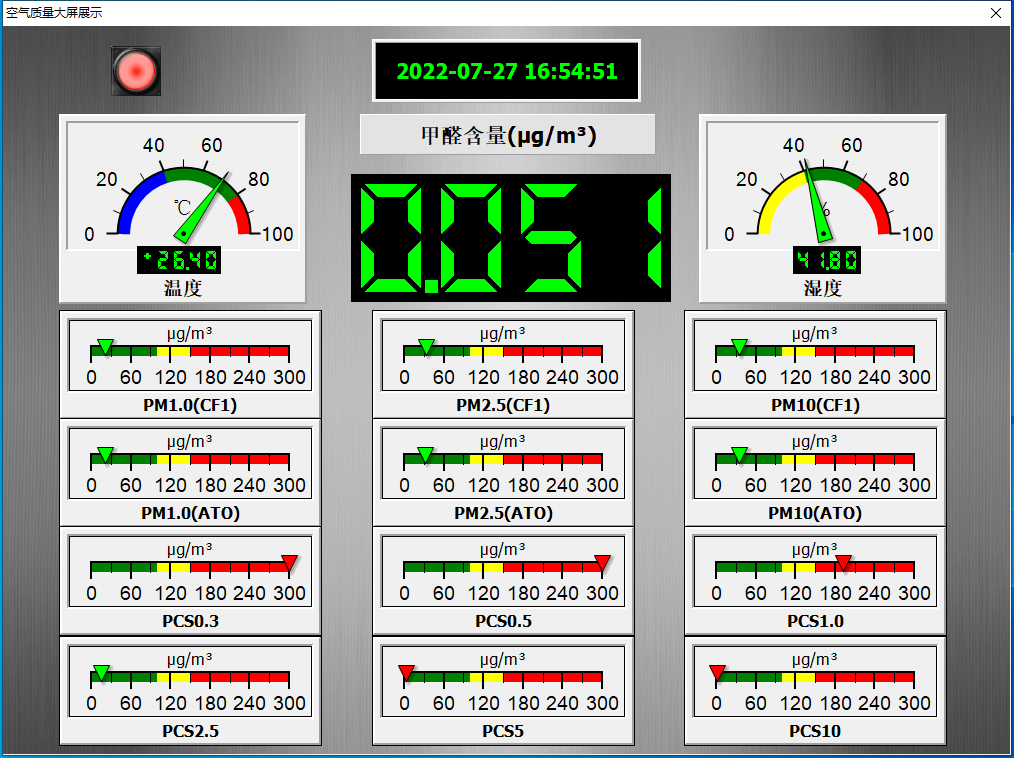 空气质量大屏展示
2022-07-27 16:54:51
甲醛含量(µg/m³)
0.051
0 20 40 60 80 100
℃
+26.40
温度
0 20 40 60 80 100
%
41.80
湿度
µg/m³
0 60 120 180 240 300
PM1.0(CF1)
µg/m³
0 60 120 180 240 300
PM2.5(CF1)
µg/m³
0 60 120 180 240 300
PM10(CF1)
µg/m³
0 60 120 180 240 300
PM1.0(ATO)
µg/m³
0 60 120 180 240 300
PM2.5(ATO)
µg/m³
0 60 120 180 240 300
PM10(ATO)
µg/m³
0 60 120 180 240 300
PCS0.3
µg/m³
0 60 120 180 240 300
PCS0.5
µg/m³
0 60 120 180 240 300
PCS1.0
µg/m³
0 60 120 180 240 300
PCS2.5
µg/m³
0 60 120 180 240 300
PCS5
µg/m³
0 60 120 180 240 300
PCS10